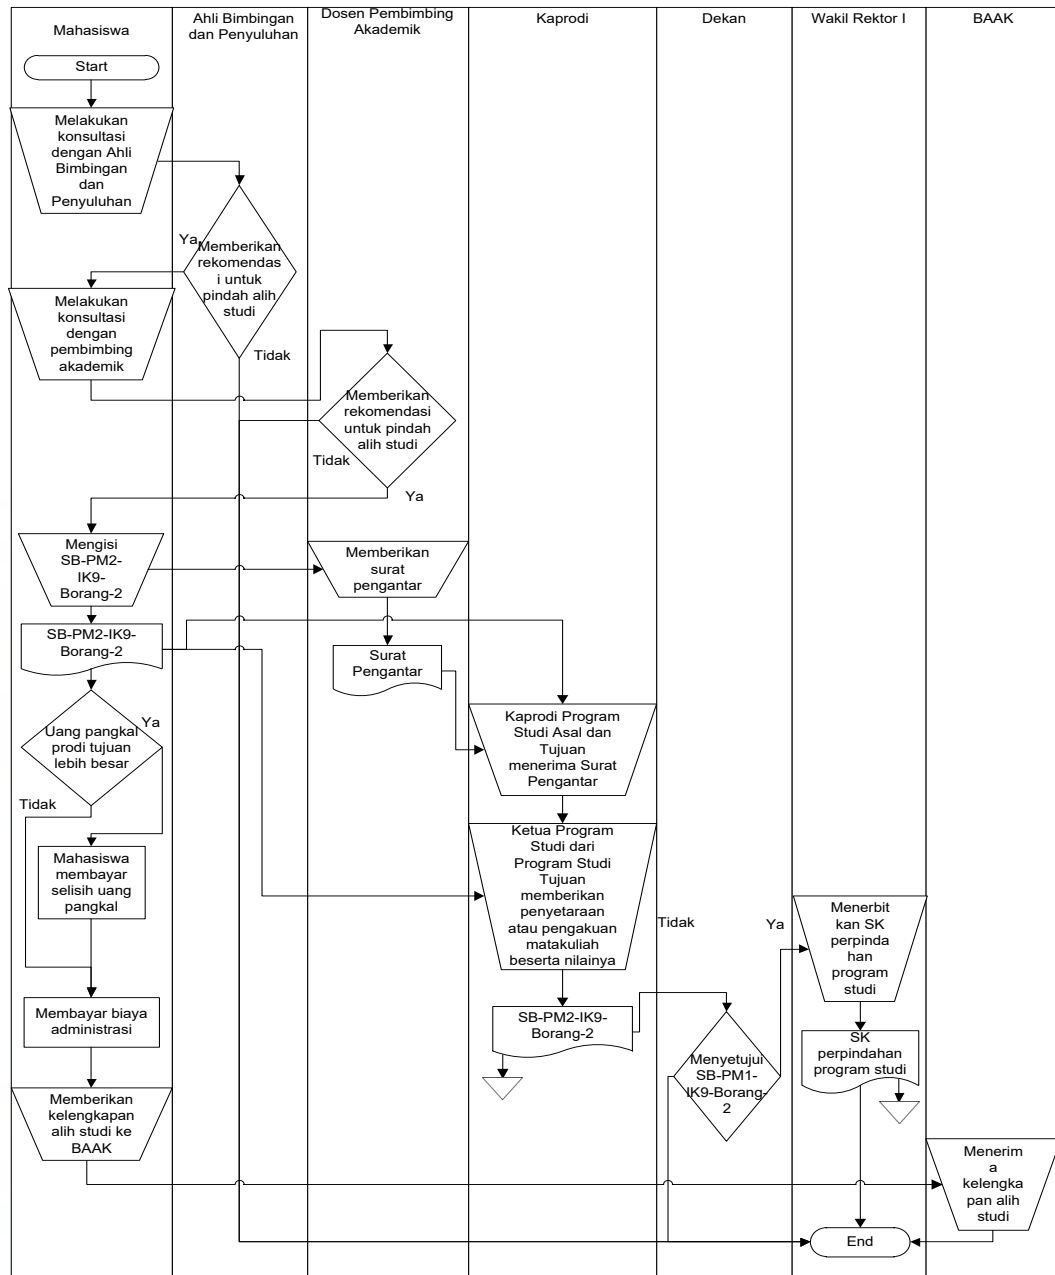 Mahasiswa
Ahli Bimbingan
dan Penyuluhan
Dosen Pembimbing
Akademik
Kaprodi
Dekan
Wakil Rektor I
BAAK
Start
Melakukan
konsultasi
dengan Ahli
Bimbingan
dan
Penyuluhan
Ya
Memberikan
rekomendas
i untuk
pindah alih
studi
Tidak
Melakukan
konsultasi
dengan
pembimbing
akademik
Memberikan
rekomendasi
untuk pindah
alih studi
Tidak
Ya
Mengisi
SB-PM2-
IK9-
Borang-2
Memberikan
surat
pengantar
SB-PM2-IK9-
Borang-2
Surat
Pengantar
Ya
Uang pangkal
prodi tujuan
lebih besar
Tidak
Kaprodi Program
Studi Asal dan
Tujuan
menerima Surat
Pengantar
Mahasiswa
membayar
selisih uang
pangkal
Ketua Program
Studi dari
Program Studi
Tujuan
memberikan
penyetaraan
atau pengakuan
matakuliah
beserta nilainya
Tidak
Ya
Menerbit
kan SK
perpinda
han
program
studi
Membayar biaya
administrasi
SB-PM2-IK9-
Borang-2
Menyetujui
SB-PM1-
IK9-Borang-
2
SK
perpindahan
program studi
Memberikan
kelengkapan
alih studi ke
BAAK
Menerim
a
kelengka
pan alih
studi
End